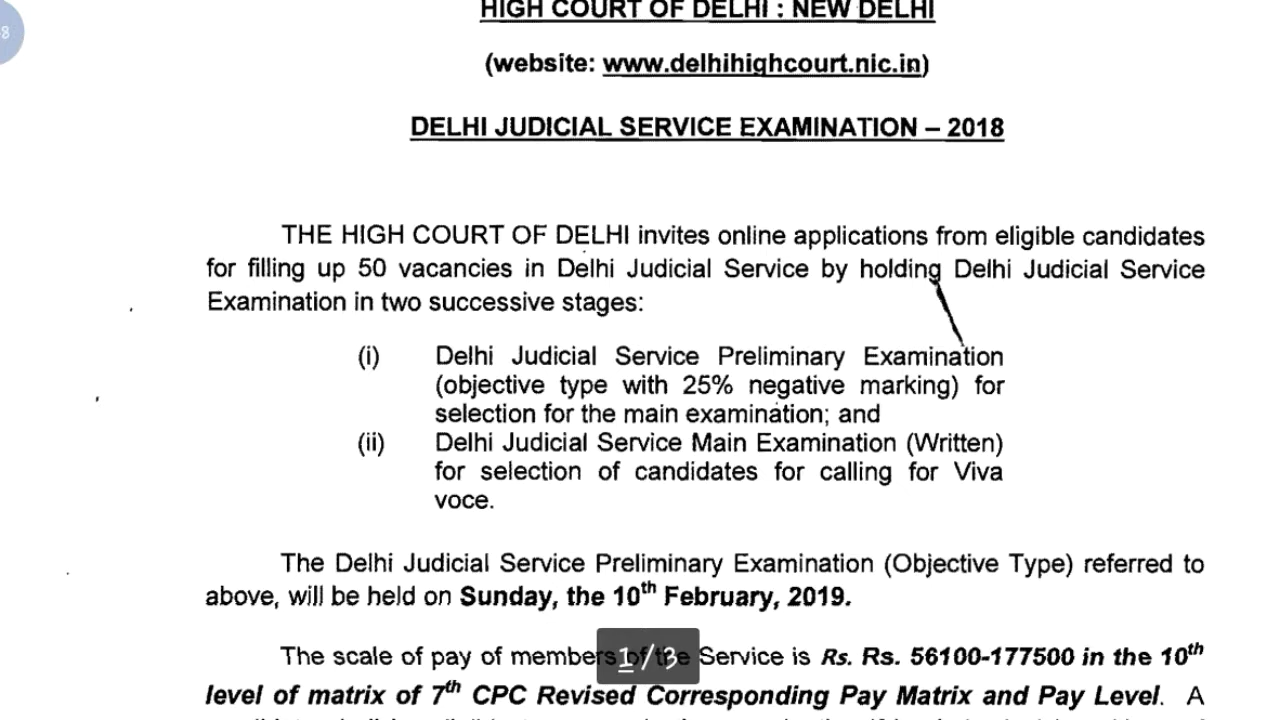 8
HIGH COURT OF DELHI : NEW DELHI
(website: www.delhihighcourt.nic.in)
DELHI JUDICIAL SERVICE EXAMINATION – 2018
THE HIGH COURT OF DELHI invites online applications from eligible candidates
for filling up 50 vacancies in Delhi Judicial Service by holding Delhi Judicial Service
Examination in two successive stages:
(i) Delhi Judicial Service Preliminary Examination
(objective type with 25% negative marking) for
selection for the main examination; and
(ii) Delhi Judicial Service Main Examination (Written)
for selection of candidates for calling for Viva
voce.
The Delhi Judicial Service Preliminary Examination (Objective Type) referred to
above, will be held on Sunday, the 10th February, 2019.
The scale of pay of members of the Service is Rs. Rs. 56100-177500 in the 10th
1 / 3
level of matrix of 7th CPC Revised Corresponding Pay Matrix and Pay Level. A